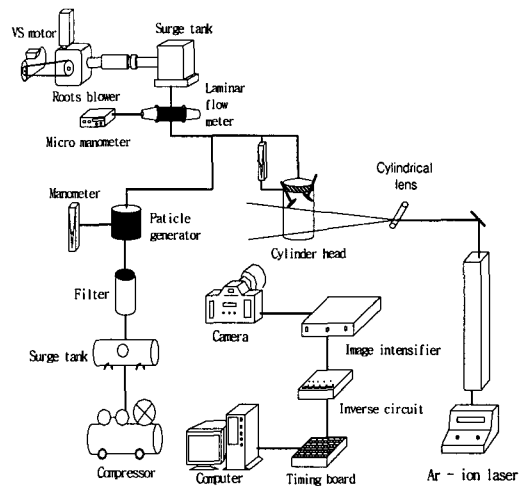 VS motor
Surge tank
Roots blower
Laminar
flow
meter
Micro manometer
Cylindrical
lens
Manometer
Paticle
generator
Cylinder head
Filter
Camera
Image intensifier
Surge tank
Inverse circuit
Compressor
Computer
Timing board
Ar - ion laser